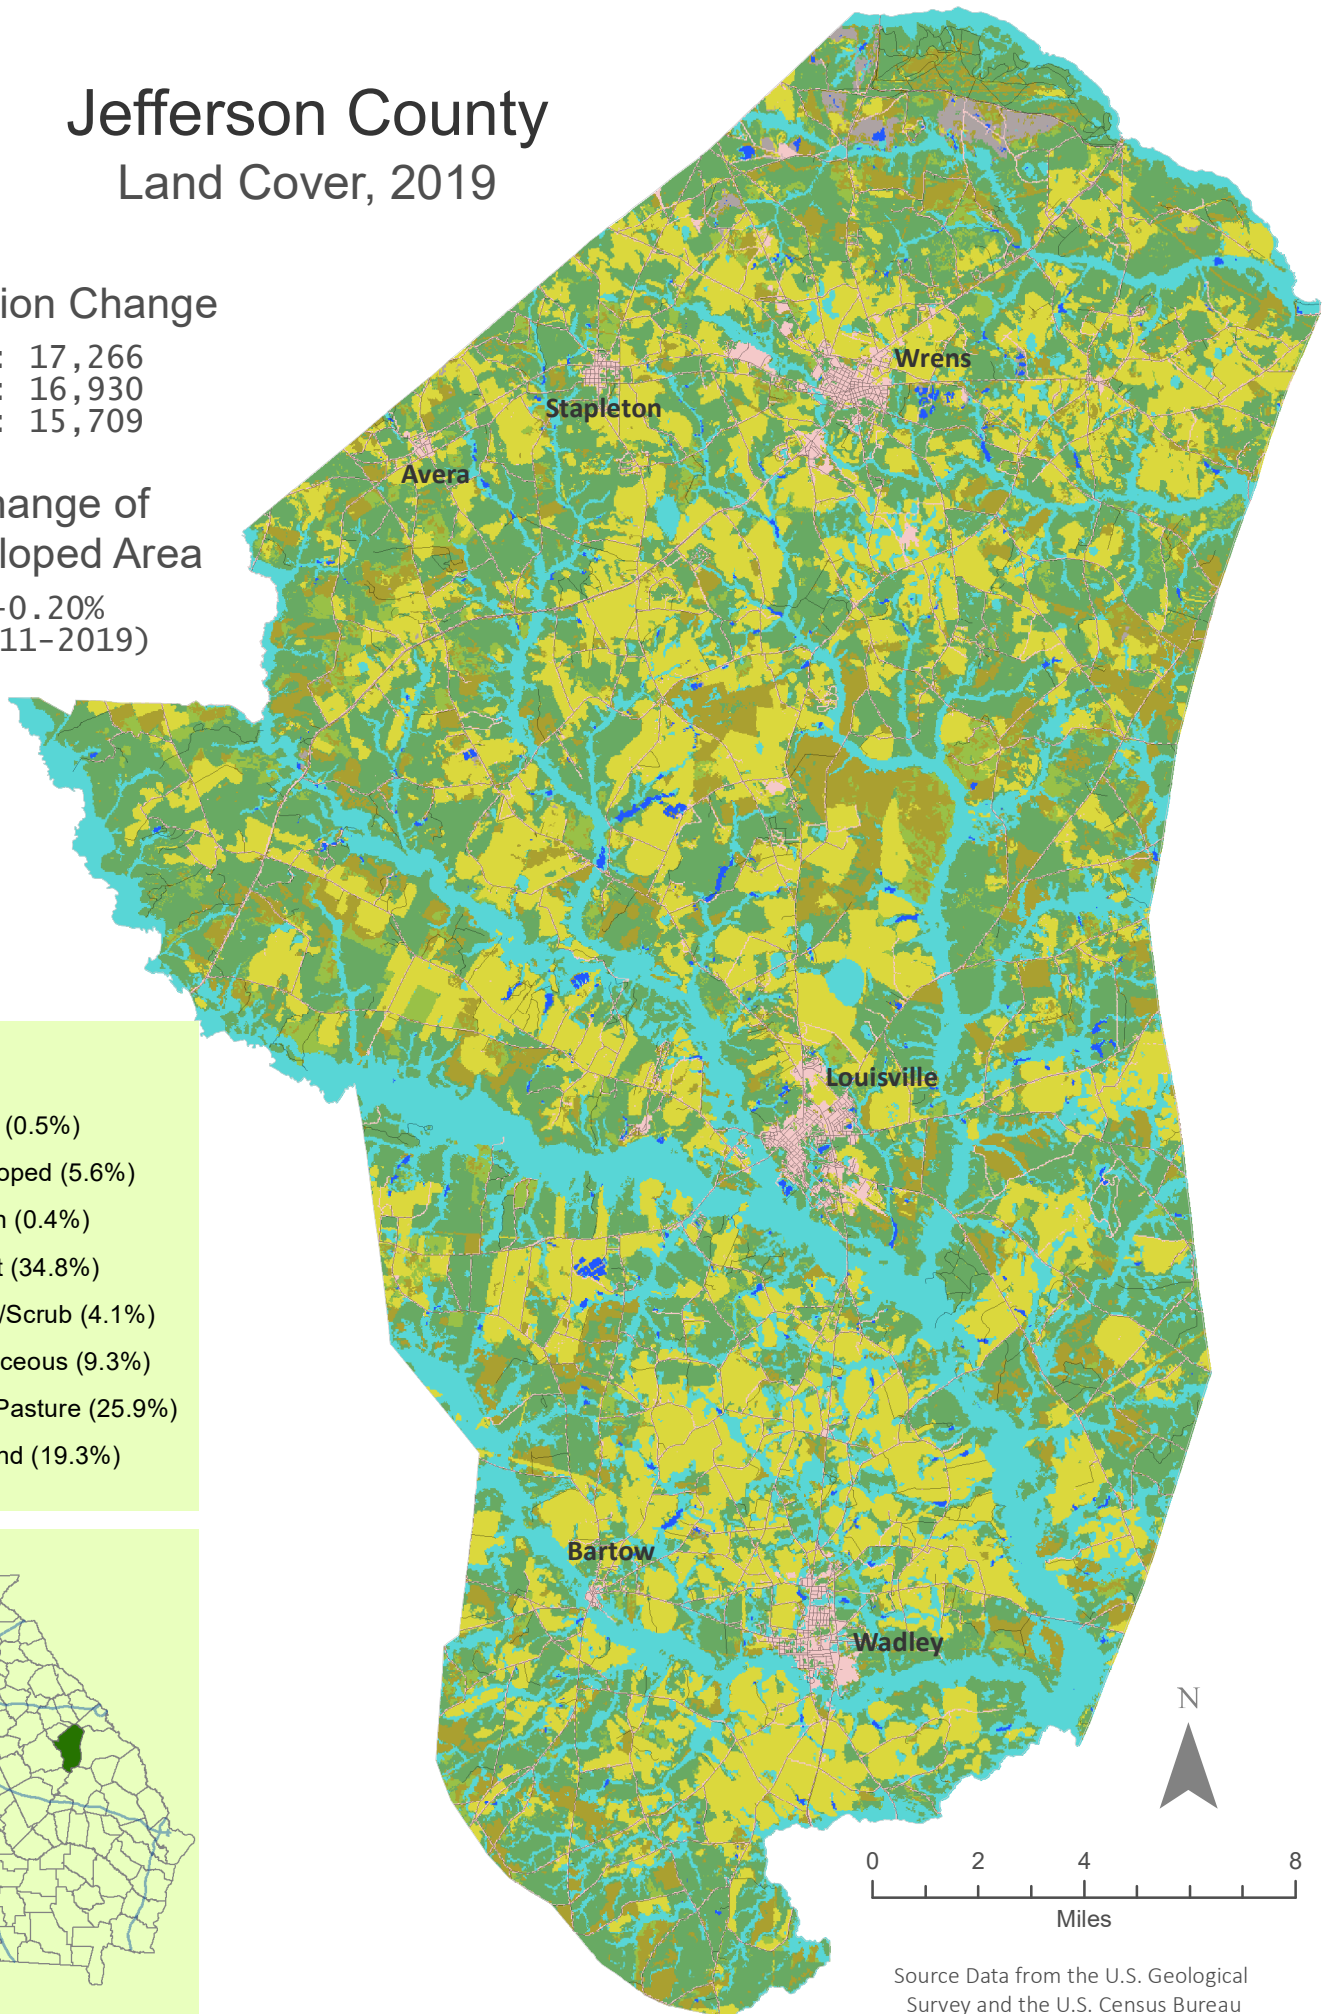 Jefferson County
Land Cover, 2019
ion Change
: 17,266
: 16,930
: 15,709
ange of
loped Area
-0.20%
11-2019)
Wrens
Stapleton
Avera
Louisville
Bartow
Wadley
(0.5%)
oped (5.6%)
(0.4%)
(34.8%)
/Scrub (4.1%)
ceous (9.3%)
Pasture (25.9%)
nd (19.3%)
N
0 2 4 8
Miles
Source Data from the U.S. Geological
Survey and the U.S. Census Bureau